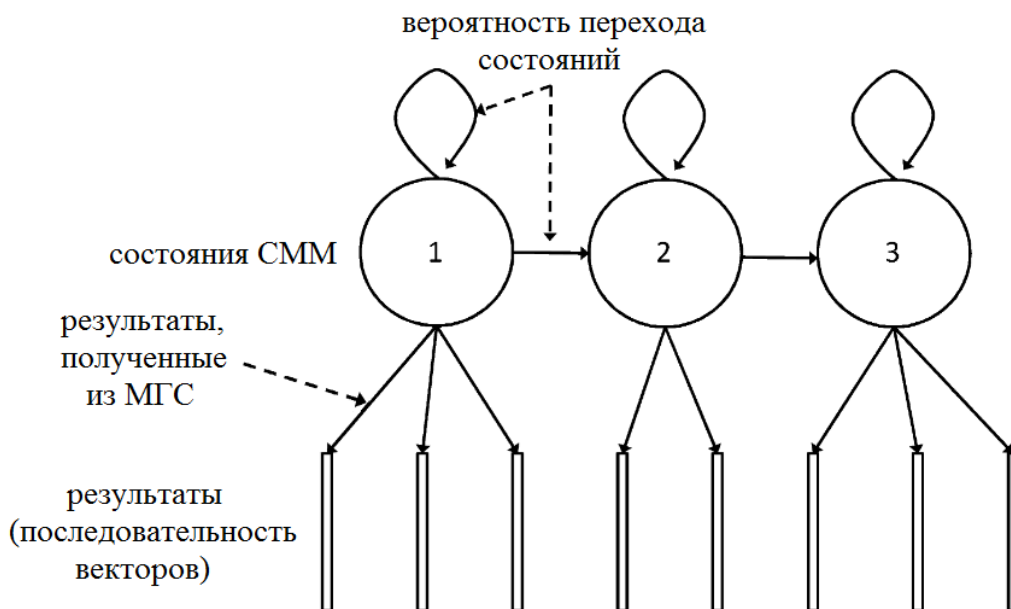 вероятность перехода
состояний
состояния СММ
1
2
3
результаты,
полученные
из МГС
результаты
(последовательность
векторов)